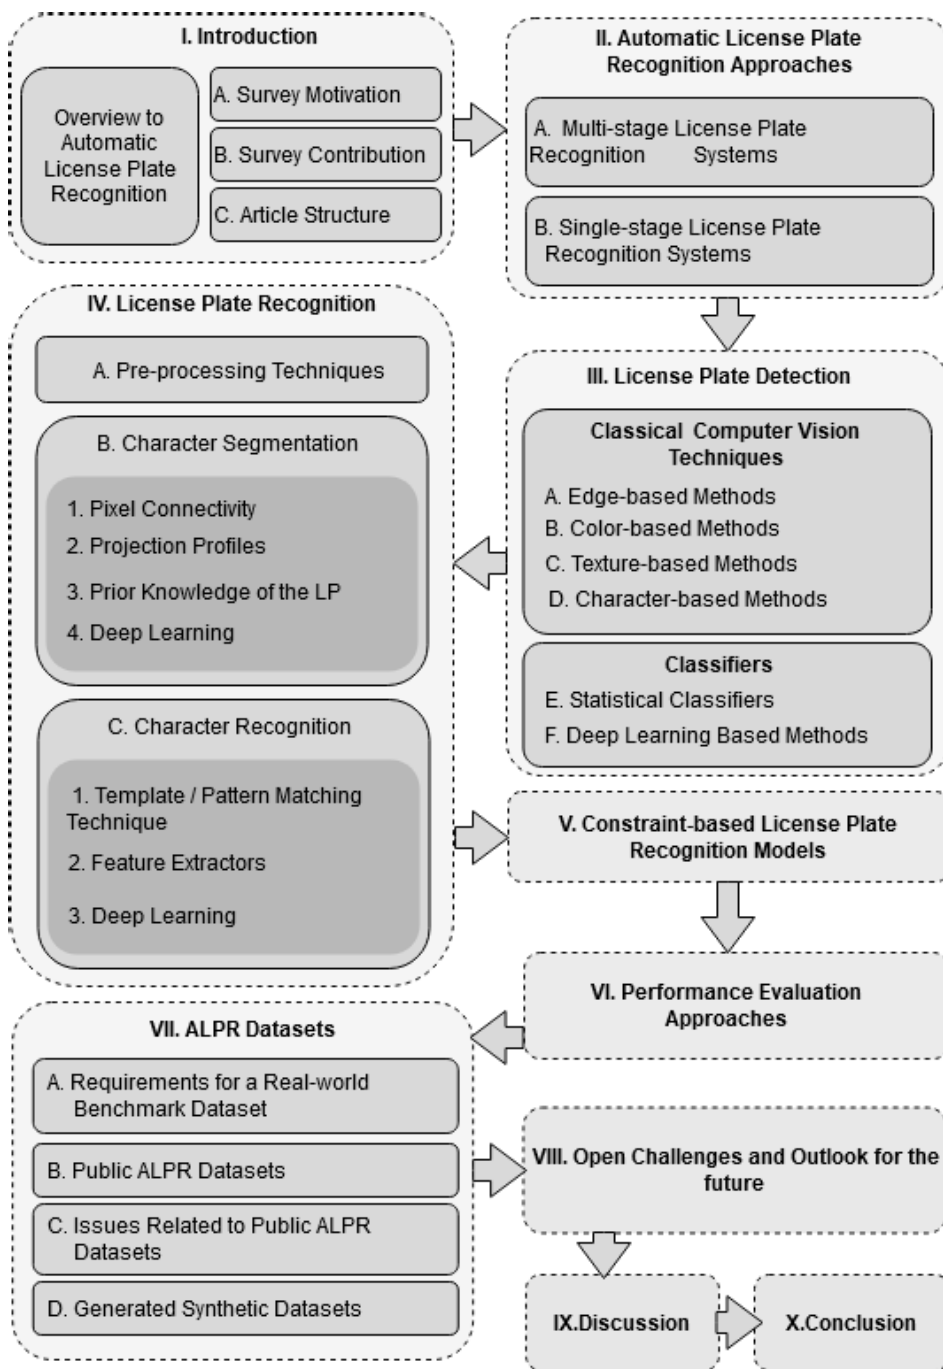 I. Introduction
Overview to
Automatic
License Plate
Recognition
A. Survey Motivation
B. Survey Contribution
C. Article Structure
II. Automatic License Plate
Recognition Approaches
A. Multi-stage License Plate
Recognition Systems
B. Single-stage License Plate
Recognition Systems
III. License Plate Detection
Classical Computer Vision
Techniques
A. Edge-based Methods
B. Color-based Methods
C. Texture-based Methods
D. Character-based Methods
Classifiers
E. Statistical Classifiers
F. Deep Learning Based Methods
IV. License Plate Recognition
A. Pre-processing Techniques
B. Character Segmentation
1. Pixel Connectivity
2. Projection Profiles
3. Prior Knowledge of the LP
4. Deep Learning
C. Character Recognition
1. Template / Pattern Matching
Technique
2. Feature Extractors
3. Deep Learning
V. Constraint-based License Plate
Recognition Models
VI. Performance Evaluation
Approaches
VII. ALPR Datasets
A. Requirements for a Real-world
Benchmark Dataset
B. Public ALPR Datasets
C. Issues Related to Public ALPR
Datasets
D. Generated Synthetic Datasets
VIII. Open Challenges and Outlook for the
future
IX.Discussion
X.Conclusion